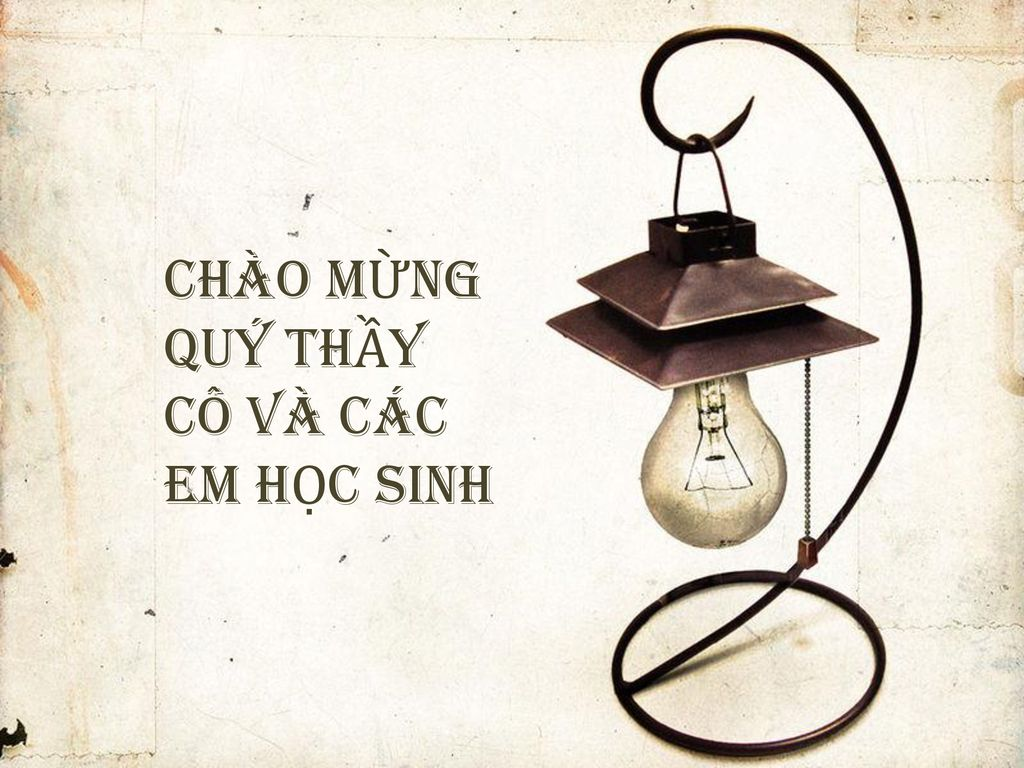 CHÀO MỪNG
QUÝ THẦY
CÔ VÀ CÁC
EM HỌC SINH